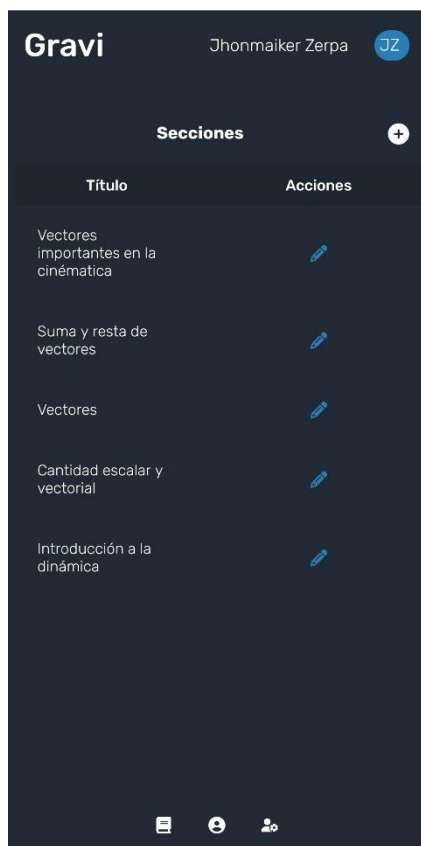 Gravi
Jhonmaiker Zerpa
JZ
Secciones
Título
Acciones
Vectores
importantes en la
cinématica
Suma y resta de
vectores
Vectores
Cantidad escalar y
vectorial
Introducción a la
dinámica